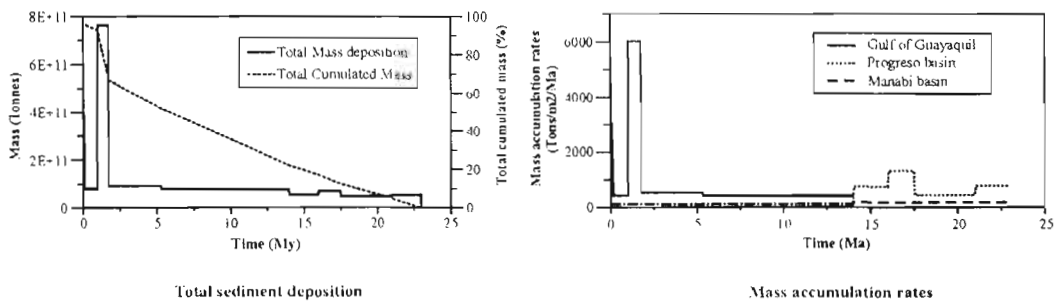 8E+11
6E+11
4E+11
2E+11
0
Mass (Tonnes)
100
80
60
40
20
0
Total cumulated mass (%)
Total Mass deposition
Total Cumulated Mass
0 5 10 15 20 25
Time (My)
Total sediment deposition
6000
4000
2000
0
Mass accumulation rates
(Tons/m2/Ma)
Gulf of Guayaquil
Progreso basin
Manabi basin
0 5 10 15 20 25
Time (Ma)
Mass accumulation rates